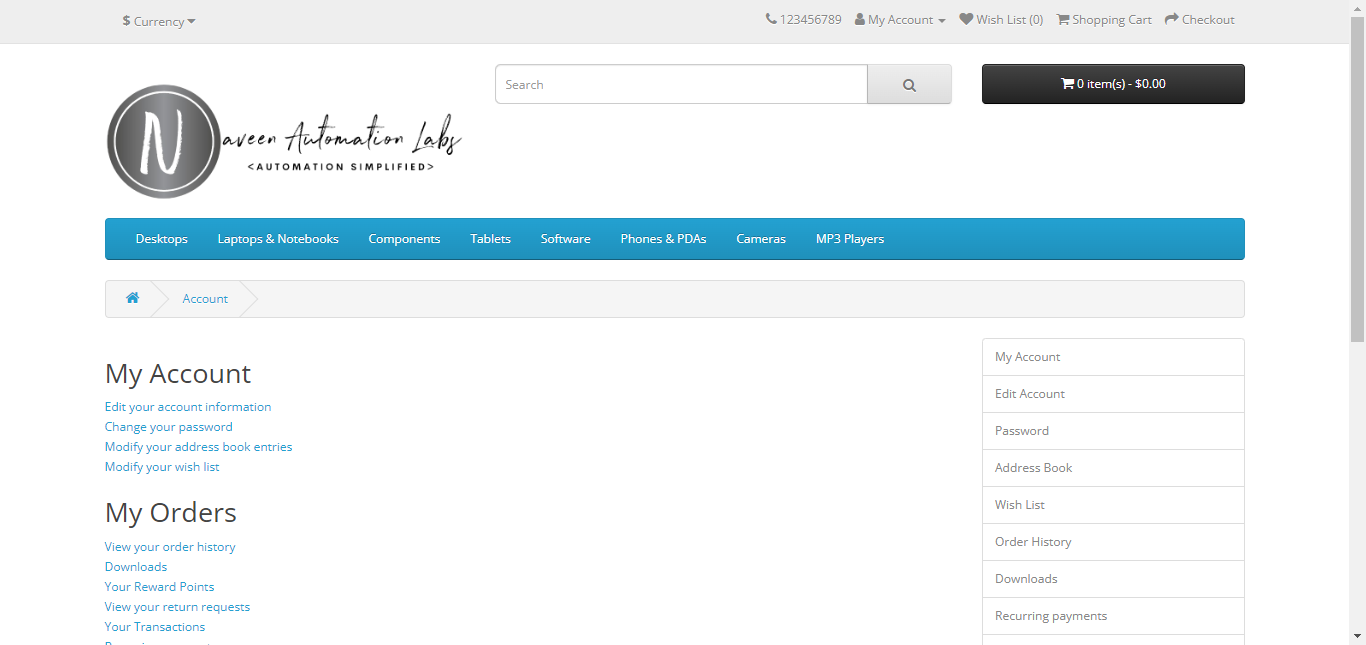 $ Currency
123456789 My Account Wish List (0) Shopping Cart Checkout
Search
0 item(s) - $0.00
N
aveen Automation Labs
<AUTOMATION SIMPLIFIED>
Desktops Laptops & Notebooks Components Tablets Software Phones & PDAs Cameras MP3 Players
Account
My Account
Edit your account information
Change your password
Modify your address book entries
Modify your wish list
My Orders
View your order history
Downloads
Your Reward Points
View your return requests
Your Transactions
My Account
Edit Account
Password
Address Book
Wish List
Order History
Downloads
Recurring payments